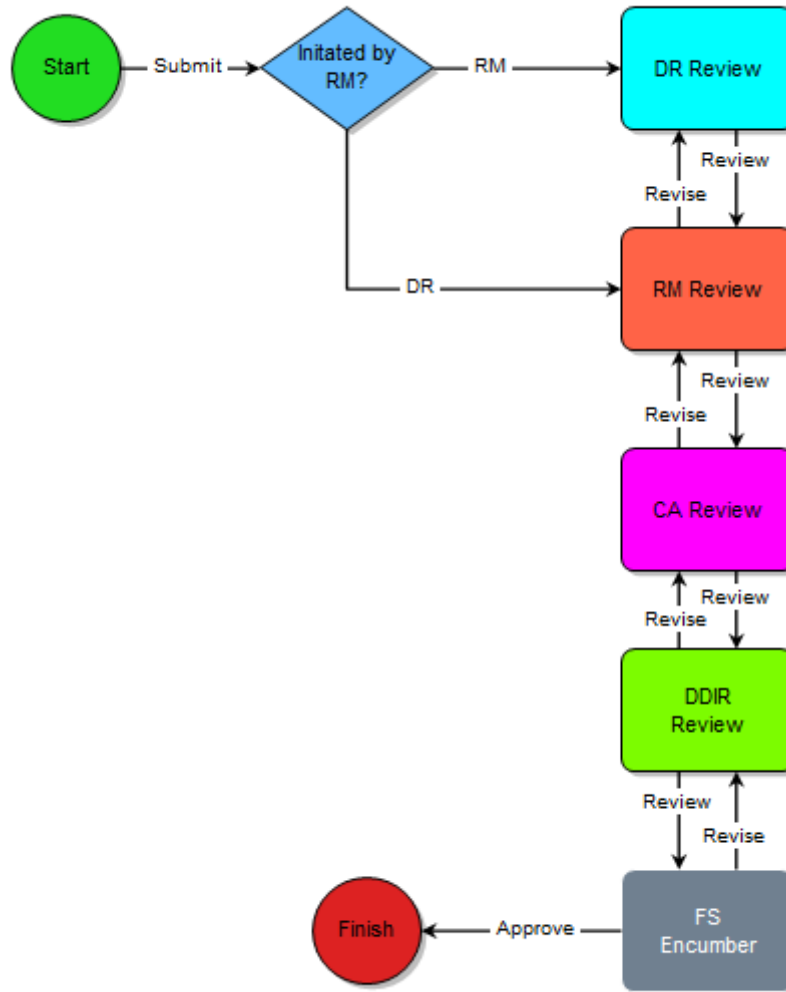 Start
Submit
Initated by
RM?
RM
DR Review
Review
Revise
DR
RM Review
Review
Revise
CA Review
Review
Revise
DDIR
Review
Review
Revise
Finish
Approve
FS
Encumber